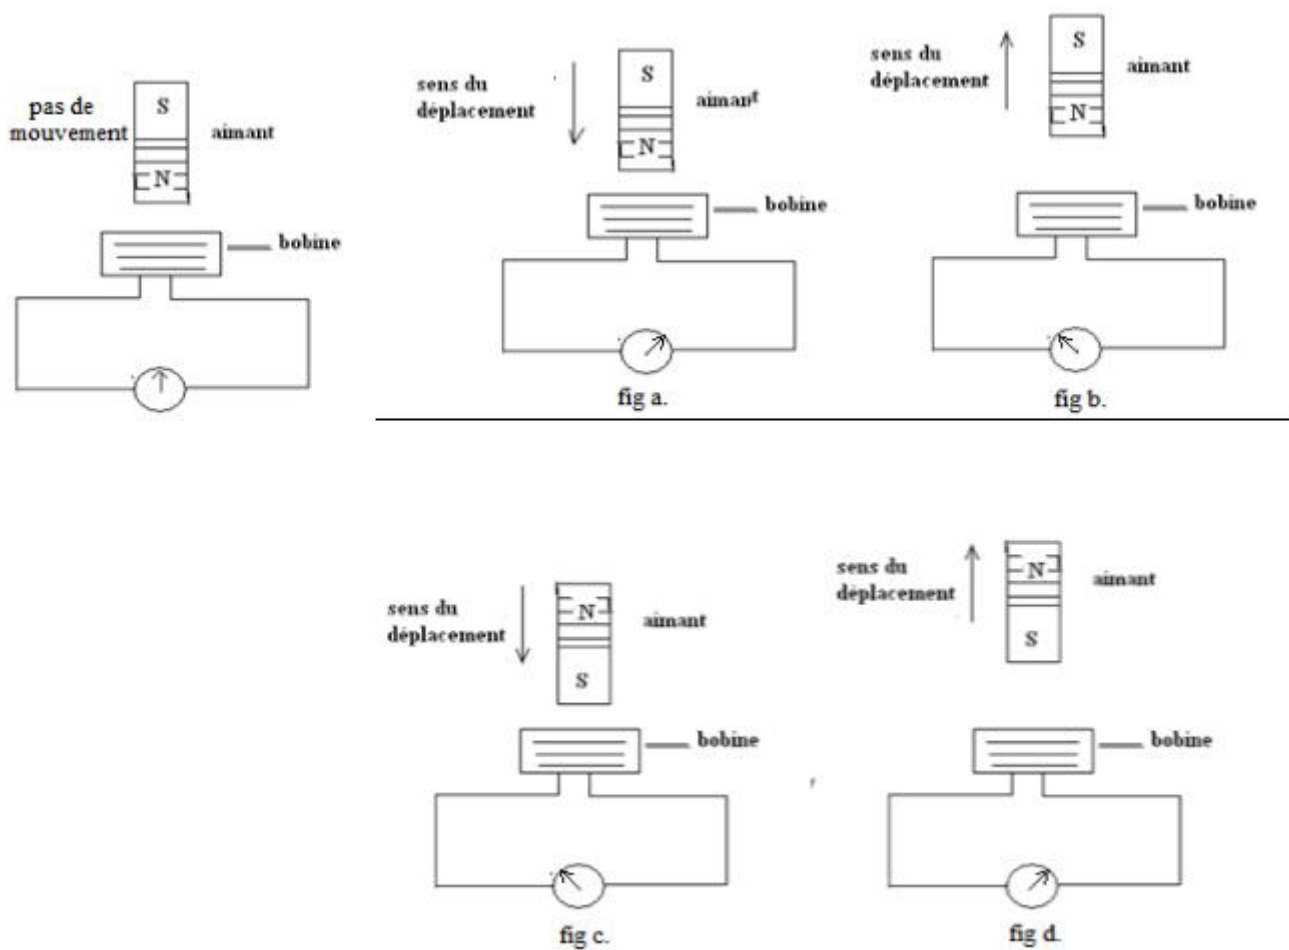 pas de
mouvement
S
N
aimant
bobine
sens du
déplacement
S
N
aimant
bobine
fig a.
sens du
déplacement
S
N
aimant
bobine
fig b.
sens du
déplacement
N
S
aimant
bobine
fig c.
sens du
déplacement
N
S
aimant
bobine
fig d.